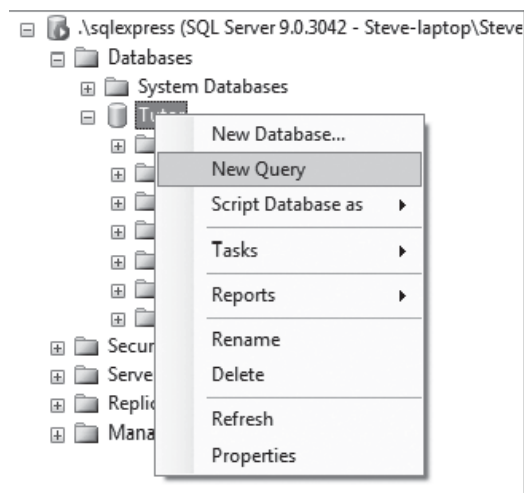 .\sqlexpress (SQL Server 9.0.3042 - Steve-laptop\Steve
Databases
System Databases
New Database...
New Query
Script Database as
Tasks
Reports
Rename
Delete
Refresh
Properties